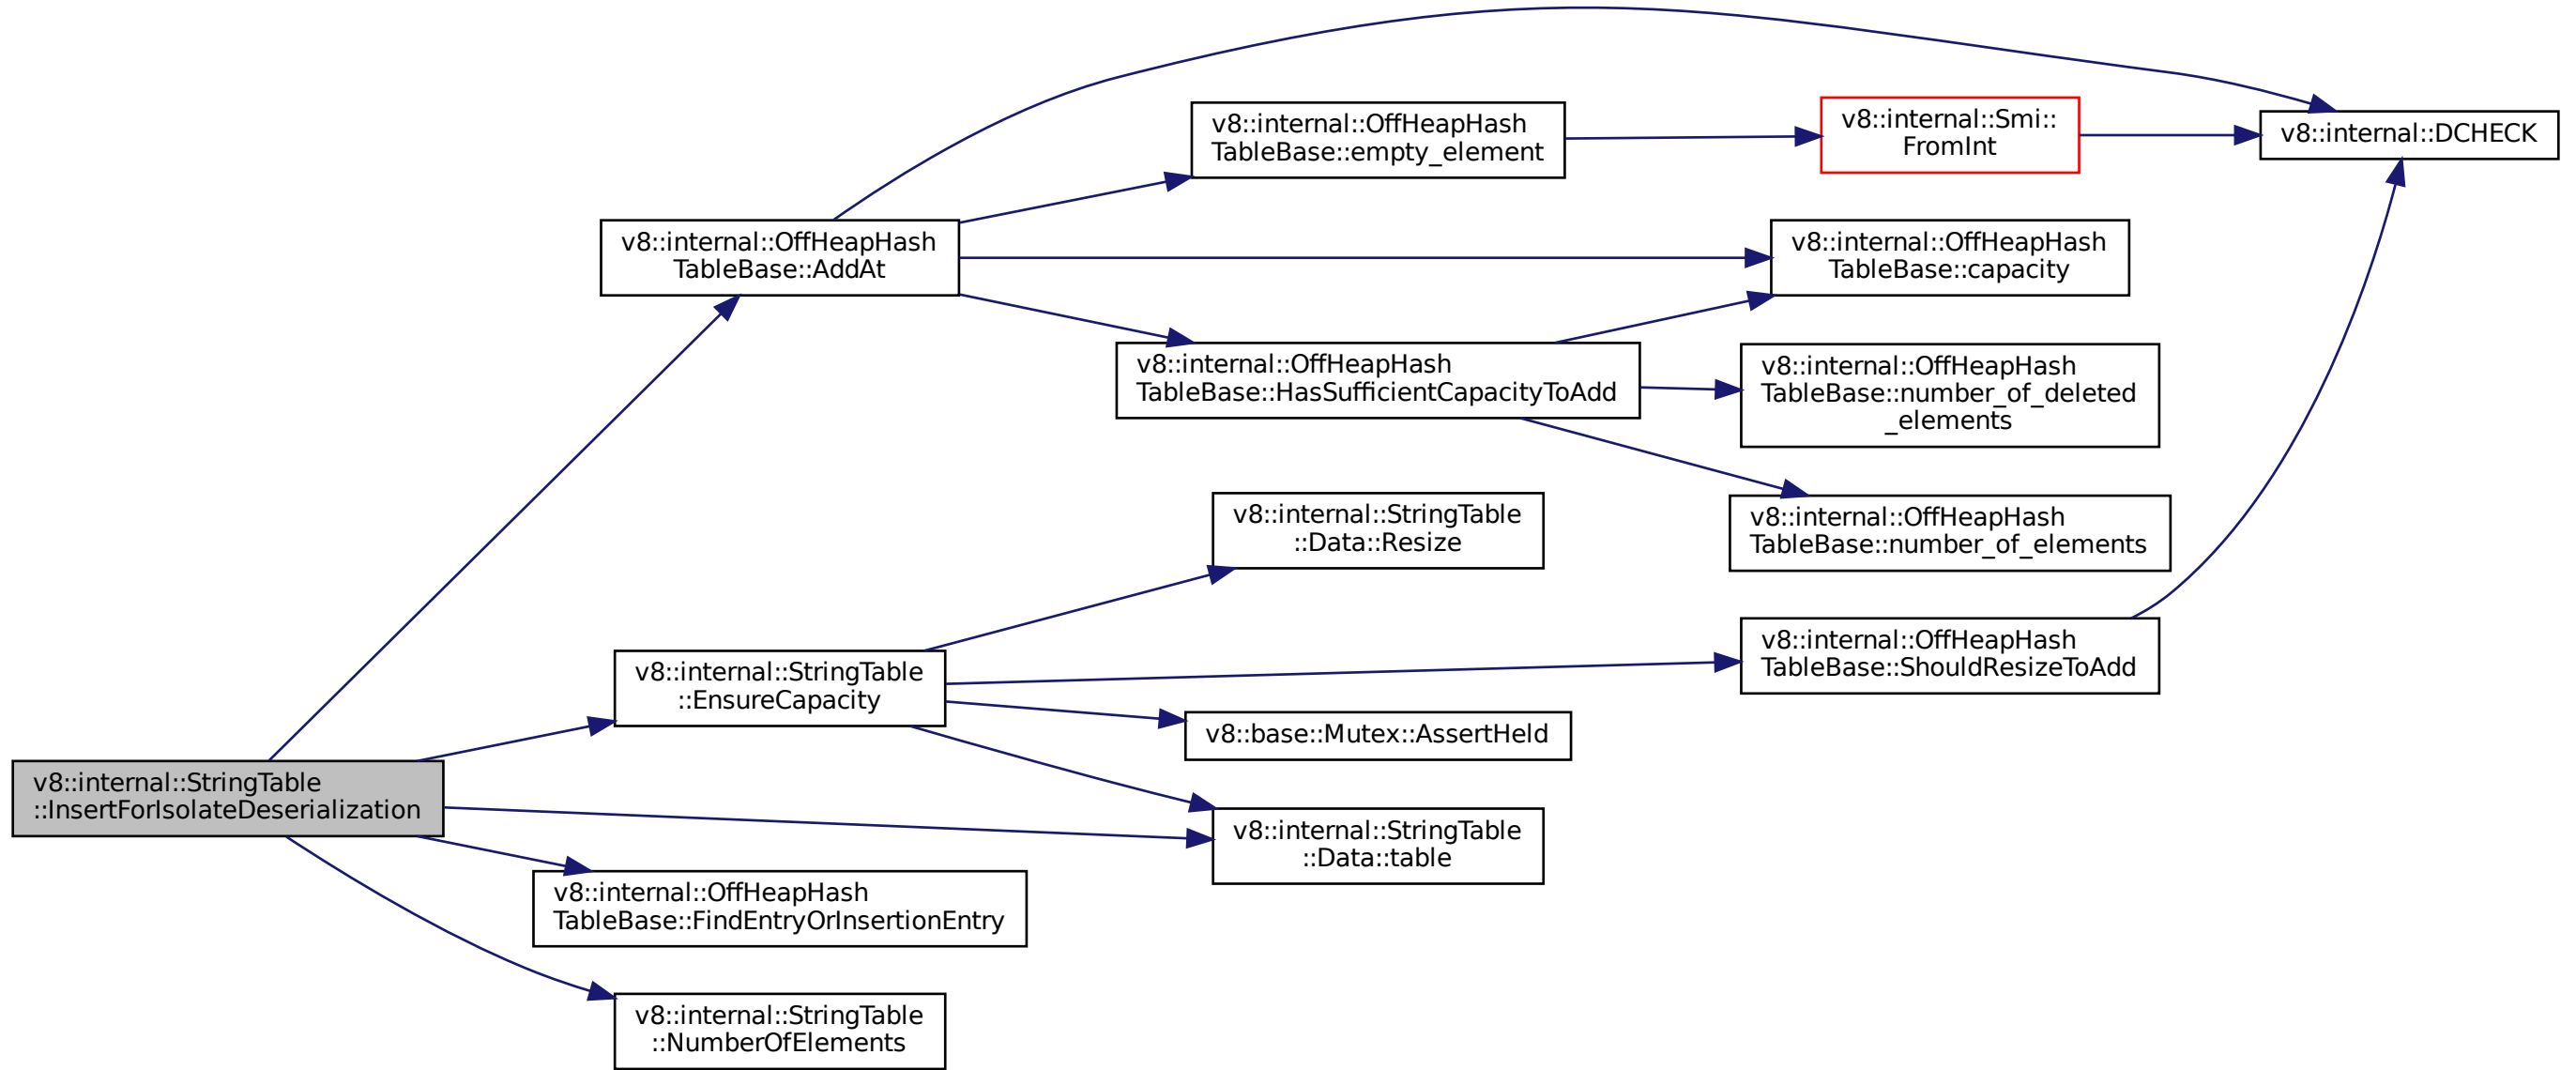 v8::internal::StringTable
::InsertForIsolateDeserialization
v8::internal::OffHeapHash
TableBase::AddAt
v8::internal::StringTable
::EnsureCapacity
v8::internal::OffHeapHash
TableBase::FindEntryOrInsertionEntry
v8::internal::StringTable
::NumberOfElements
v8::internal::OffHeapHash
TableBase::empty_element
v8::internal::OffHeapHash
TableBase::HasSufficientCapacityToAdd
v8::internal::StringTable
::Data::Resize
v8::base::Mutex::AssertHeld
v8::internal::StringTable
::Data::table
v8::internal::Smi::
FromInt
v8::internal::OffHeapHash
TableBase::capacity
v8::internal::OffHeapHash
TableBase::number_of_deleted
_elements
v8::internal::OffHeapHash
TableBase::number_of_elements
v8::internal::OffHeapHash
TableBase::ShouldResizeToAdd
v8::internal::DCHECK